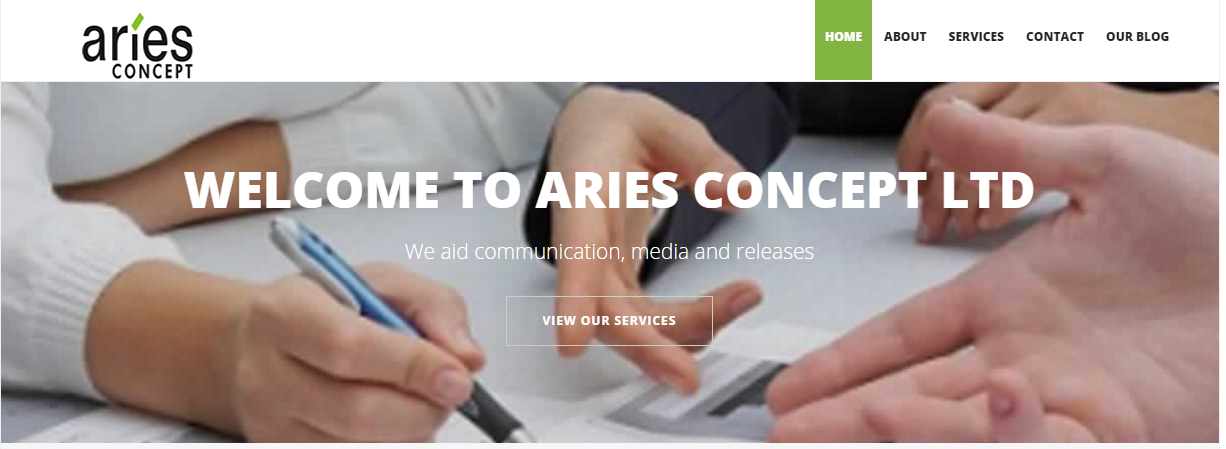 aries
CONCEPT
HOME ABOUT SERVICES CONTACT OUR BLOG
WELCOME TO ARIES CONCEPT LTD
We aid communication, media and releases
VIEW OUR SERVICES